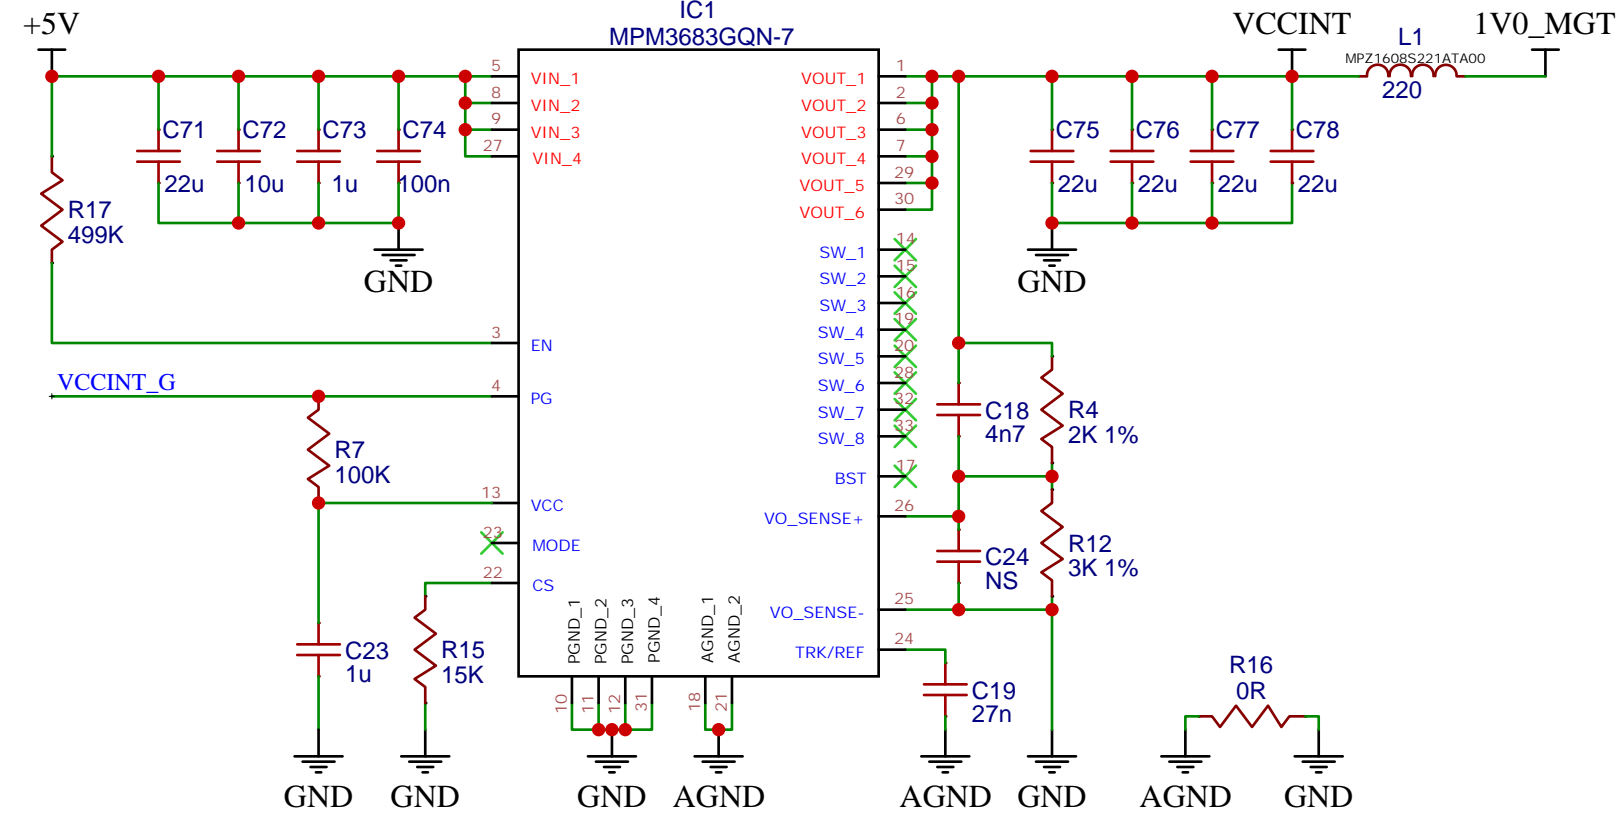 IC1
MPM3683GQN-7
+5V
VCCINT
L1
1V0_MGT
MPZ1608S221ATA00
220
5
VIN_1
8
VIN_2
9
VIN_3
27
VIN_4
1
VOUT_1
2
VOUT_2
6
VOUT_3
7
VOUT_4
29
VOUT_5
30
VOUT_6
C71
22u
C72
10u
C73
1u
C74
100n
C75
22u
C76
22u
C77
22u
C78
22u
R17
499K
GND
GND
14
SW_1
15
SW_2
16
SW_3
19
SW_4
20
SW_5
28
SW_6
32
SW_7
33
SW_8
17
BST
3
EN
VCCINT_G
4
PG
R7
100K
13
VCC
23
MODE
22
CS
C18
4n7
R4
2K 1%
26
VO_SENSE+
C24
NS
R12
3K 1%
25
VO_SENSE-
24
TRK/REF
PGND_1
PGND_2
PGND_3
PGND_4
AGND_1
AGND_2
10
11
12
31
18
21
C23
1u
R15
15K
C19
27n
R16
0R
GND
GND
GND
AGND
AGND
GND
AGND
GND